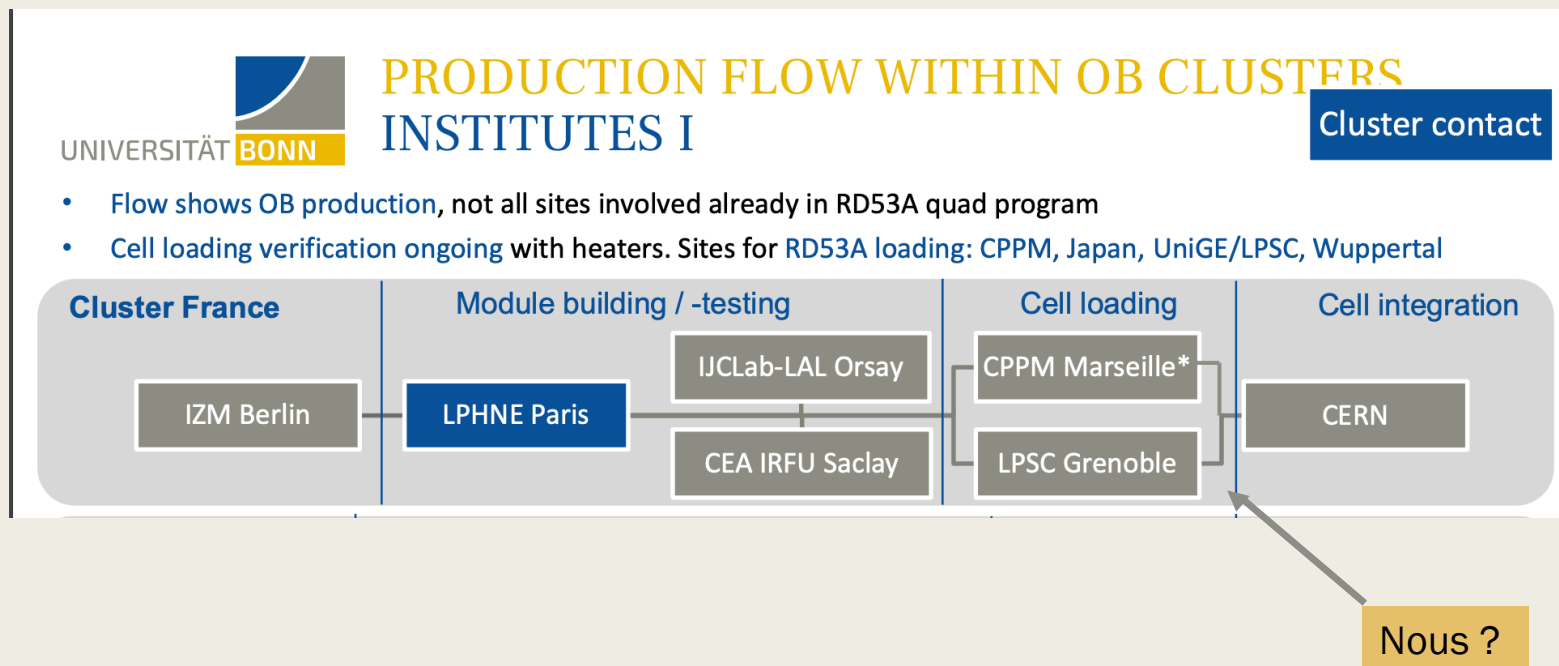 PRODUCTION FLOW WITHIN OB CLUSTERS
INSTITUTES I
UNIVERSITÄT BONN
Cluster contact
• Flow shows OB production, not all sites involved already in RD53A quad program
• Cell loading verification ongoing with heaters. Sites for RD53A loading: CPPM, Japan, UniGE/LPSC, Wuppertal
Cluster France
Module building / -testing
Cell loading
Cell integration
IZM Berlin
LPHNE Paris
IJCLab-LAL Orsay
CEA IRFU Saclay
CPPM Marseille*
LPSC Grenoble
CERN
Nous ?